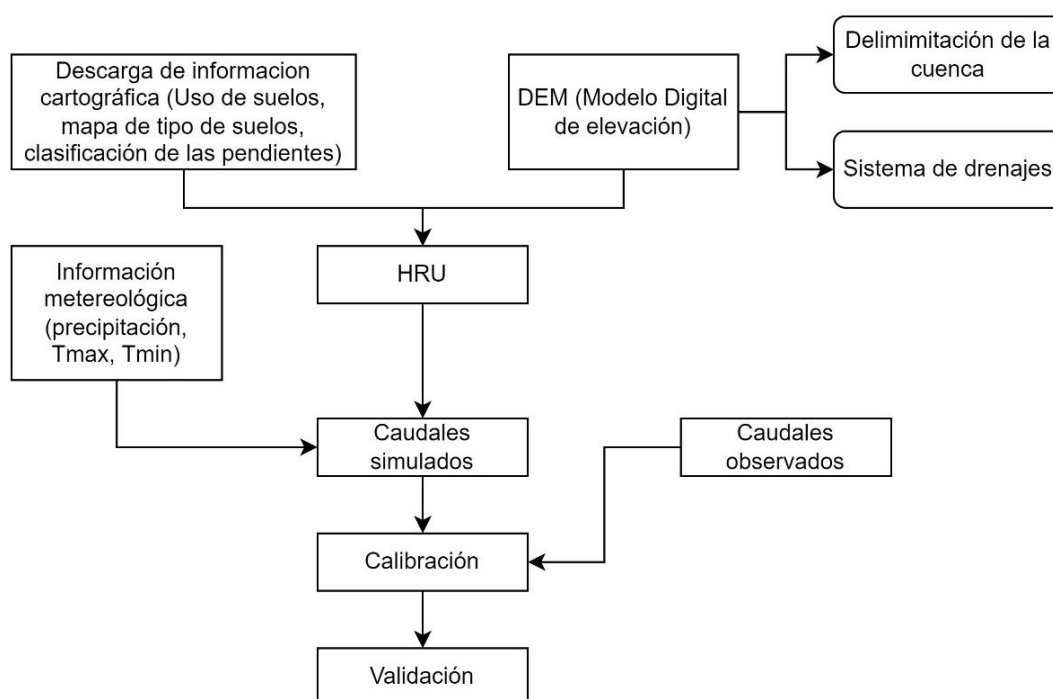 Descarga de informacion
cartográfica (Uso de suelos,
mapa de tipo de suelos,
clasificación de las pendientes)
DEM (Modelo Digital
de elevación)
Delimimitación de la
cuenca
Sistema de drenajes
Información
metereológica
(precipitación,
Tmax, Tmin)
HRU
Caudales
simulados
Caudales
observados
Calibración
Validación